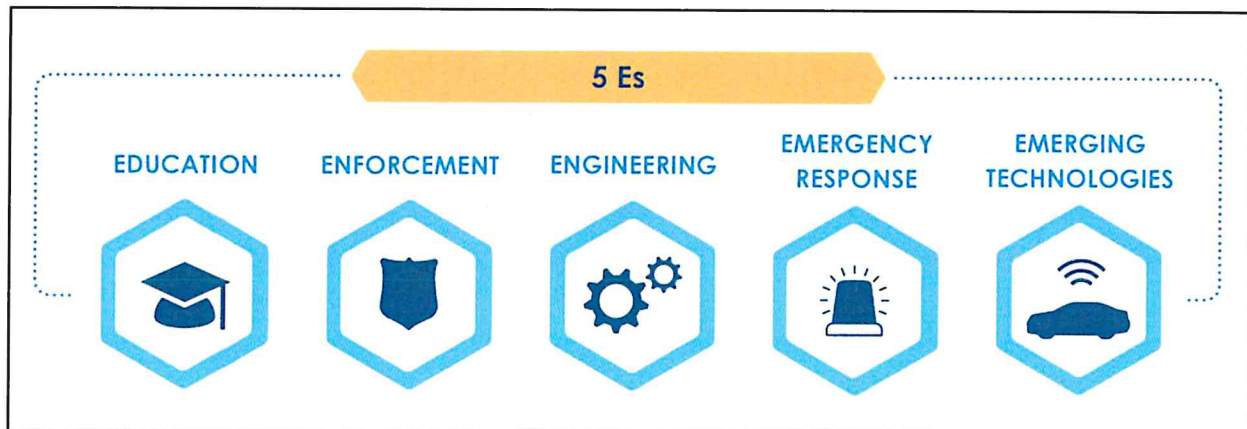 5 Es
EDUCATION
ENFORCEMENT
ENGINEERING
EMERGENCY
RESPONSE
EMERGING
TECHNOLOGIES